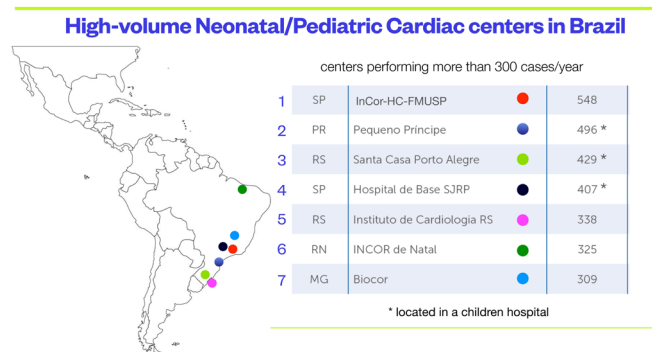 High-volume Neonatal/Pediatric Cardiac centers in Brazil
centers performing more than 300 cases/year
1 SP InCor-HC-FMUSP 548
2 PR Pequeno Príncipe 496 *
3 RS Santa Casa Porto Alegre 429 *
4 SP Hospital de Base SJRP 407 *
5 RS Instituto de Cardiologia RS 338
6 RN INCOR de Natal 325
7 MG Biocor 309
* located in a children hospital